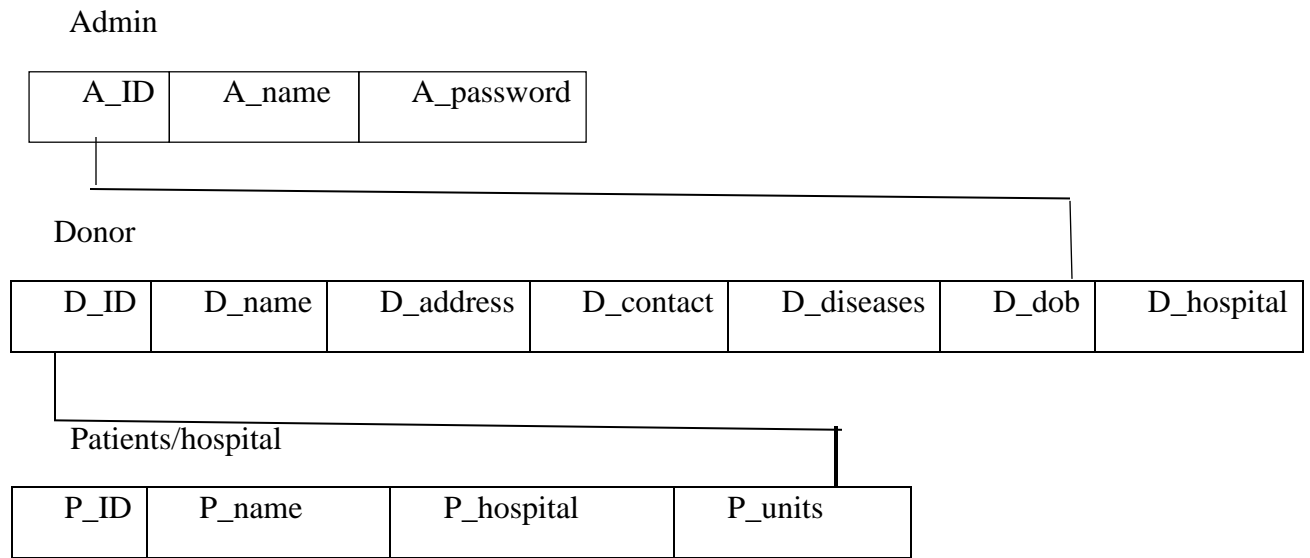 Admin
A_ID A_name A_password
Donor
D_ID D_name D_address D_contact D_diseases D_dob D_hospital
Patients/hospital
P_ID P_name P_hospital P_units